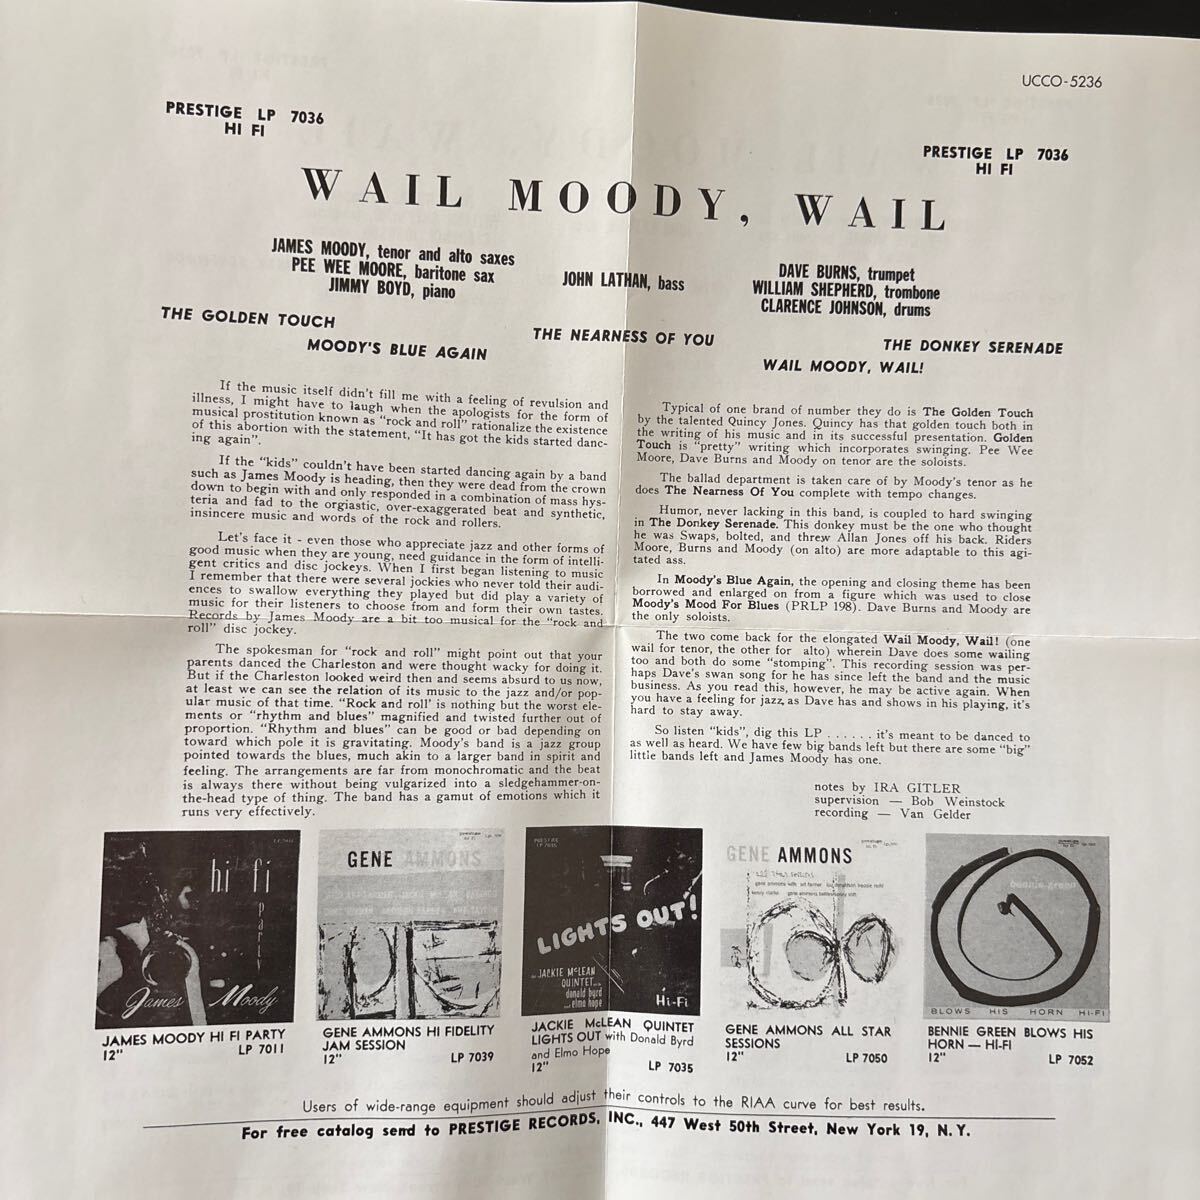 UCCO-5236
PRESTIGE LP 7036
HI FI
PRESTIGE LP 7036
HI FI
WAIL MOODY, WAIL
JAMES MOODY, tenor and alto saxes
PEE WEE MOORE, baritone sax
JIMMY BOYD, piano
JOHN LATHAN, bass
DAVE BURNS, trumpet
WILLIAM SHEPHERD, trombone
CLARENCE JOHNSON, drums
THE GOLDEN TOUCH
MOODY'S BLUE AGAIN
THE NEARNESS OF YOU
THE DONKEY SERENADE
WAIL MOODY, WAIL!
If the music itself didn't fill me with a feeling of revulsion and
illness, I might have to laugh when the apologists for the form of
musical prostitution known as "rock and roll" rationalize the existence
of this abortion with the statement, "It has got the kids started danc-
ing again".
If the "kids" couldn't have been started dancing again by a band
such as James Moody is heading, then they were dead from the crown
down to begin with and only responded in a combination of mass hys-
teria and fad to the orgiastic, over-exaggerated beat and synthetic,
insincere music and words of the rock and rollers.
Let's face it - even those who appreciate jazz and other forms of
good music when they are young, need guidance in the form of intelli-
gent critics and disc jockeys. When I first began listening to music
I remember that there were several jockies who never told their audi-
ences to swallow everything they played but did play a variety of
music for their listeners to choose from and form their own tastes.
Records by James Moody are a bit too musical for the "rock and
roll" disc jockey.
The spokesman for "rock and roll" might point out that your
parents danced the Charleston and were thought wacky for doing it.
But if the Charleston looked weird then and seems absurd to us now,
at least we can see the relation of its music to the jazz and/or pop-
ular music of that time. "Rock and roll' is nothing but the worst ele-
ments or "rhythm and blues" magnified and twisted further out of
proportion. "Rhythm and blues" can be good or bad depending on
toward which pole it is gravitating. Moody's band is a jazz group
pointed towards the blues, much akin to a larger band in spirit and
feeling. The arrangements are far from monochromatic and the beat
is always there without being vulgarized into a sledgehammer-on-
the-head type of thing. The band has a gamut of emotions which it
runs very effectively.
Typical of one brand of number they do is The Golden Touch
by the talented Quincy Jones. Quincy has that golden touch both in
the writing of his music and in its successful presentation. Golden
Touch is "pretty" writing which incorporates swinging. Pee Wee
Moore, Dave Burns and Moody on tenor are the soloists.
The ballad department is taken care of by Moody's tenor as he
does The Nearness Of You complete with tempo changes.
Humor, never lacking in this band, is coupled to hard swinging
in The Donkey Serenade. This donkey must be the one who thought
he was Swaps, bolted, and threw Allan Jones off his back. Riders
Moore, Burns and Moody (on alto) are more adaptable to this agi-
tated ass.
In Moody's Blue Again, the opening and closing theme has been
borrowed and enlarged on from a figure which was used to close
Moody's Mood For Blues (PRLP 198). Dave Burns and Moody are
the only soloists.
The two come back for the elongated Wail Moody, Wail! (one
wail for tenor, the other for alto) wherein Dave does some wailing
too and both do some "stomping". This recording session was per-
haps Dave's swan song for he has since left the band and the music
business. As you read this, however, he may be active again. When
you have a feeling for jazz, as Dave has and shows in his playing, it's
hard to stay away.
So listen "kids", dig this LP . . . . . . it's meant to be danced to
as well as heard. We have few big bands left but there are some "big"
little bands left and James Moody has one.
notes by IRA GITLER
supervision — Bob Weinstock
recording — Van Gelder
hi fi
party
James Moody
GENE AMMONS
PRESTIGE
LP 7035
LIGHTS OUT!
JACKIE McLEAN
QUINTET
donald byrd
elmo hope
Hi-Fi
GENE AMMONS
all star sessions
bennie green
BLOWS HIS HORN HI-FI
JAMES MOODY HI FI PARTY
12" LP 7011
GENE AMMONS HI FIDELITY
JAM SESSION
12" LP 7039
JACKIE McLEAN QUINTET
LIGHTS OUT with Donald Byrd
and Elmo Hope
12" LP 7035
GENE AMMONS ALL STAR
SESSIONS
12" LP 7050
BENNIE GREEN BLOWS HIS
HORN — HI-FI
12" LP 7052
Users of wide-range equipment should adjust their controls to the RIAA curve for best results.
For free catalog send to PRESTIGE RECORDS, INC., 447 West 50th Street, New York 19, N. Y.